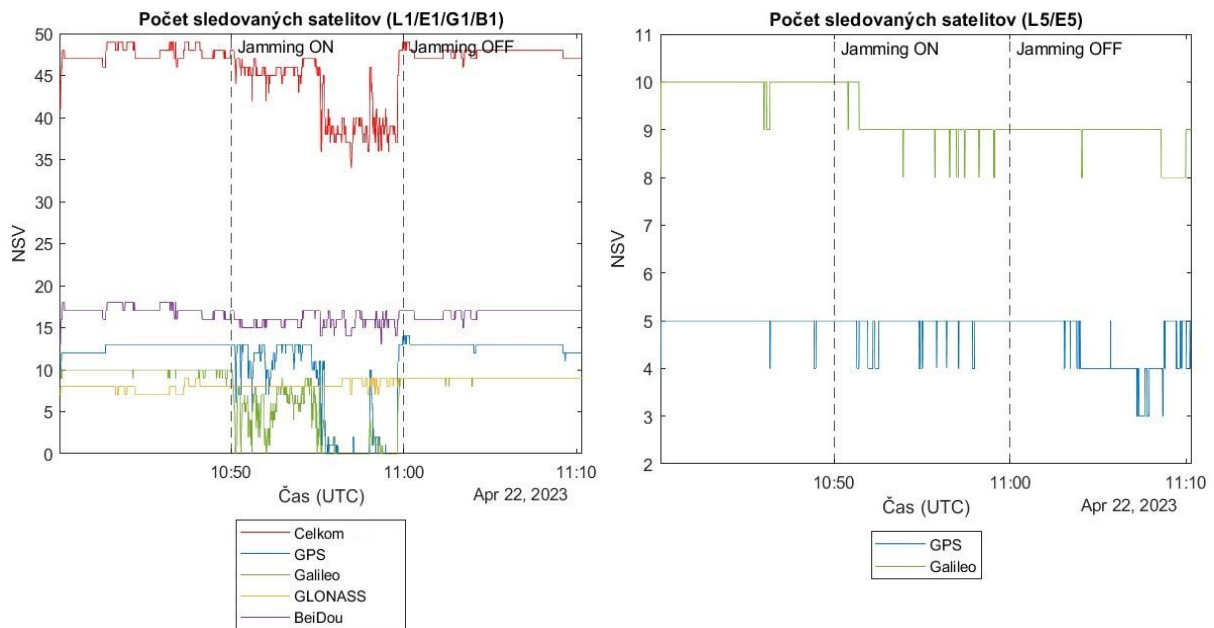 Počet sledovaných satelitov (L1/E1/G1/B1)
50
45
40
35
30
25
20
15
10
5
0
NSV
Jamming ON
Jamming OFF
10:50
11:00
11:10
Čas (UTC)
Apr 22, 2023
Celkom
GPS
Galileo
GLONASS
BeiDou
Počet sledovaných satelitov (L5/E5)
11
10
9
8
7
6
5
4
3
2
NSV
Jamming ON
Jamming OFF
10:50
11:00
11:10
Čas (UTC)
Apr 22, 2023
GPS
Galileo